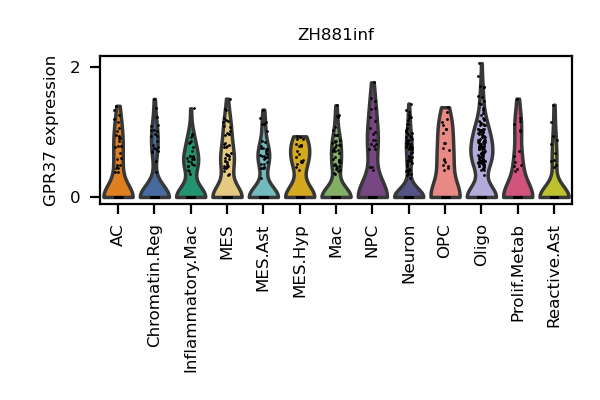 ZH881inf
GPR37 expression
2
0
AC
Chromatin.Reg
Inflammatory.Mac
MES
MES.Ast
MES.Hyp
Mac
NPC
Neuron
OPC
Oligo
Prolif.Metab
Reactive.Ast